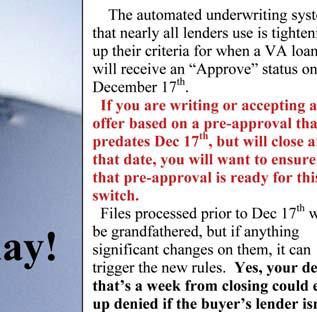 The automated underwriting syst
that nearly all lenders use is tighten
up their criteria for when a VA loan
will receive an “Approve” status on
December 17th.
If you are writing or accepting a
offer based on a pre-approval tha
predates Dec 17th, but will close a
that date, you will want to ensure
that pre-approval is ready for this
switch.
Files processed prior to Dec 17th w
be grandfathered, but if anything
significant changes on them, it can
trigger the new rules. Yes, your de
that’s a week from closing could e
up denied if the buyer’s lender isn
ay!